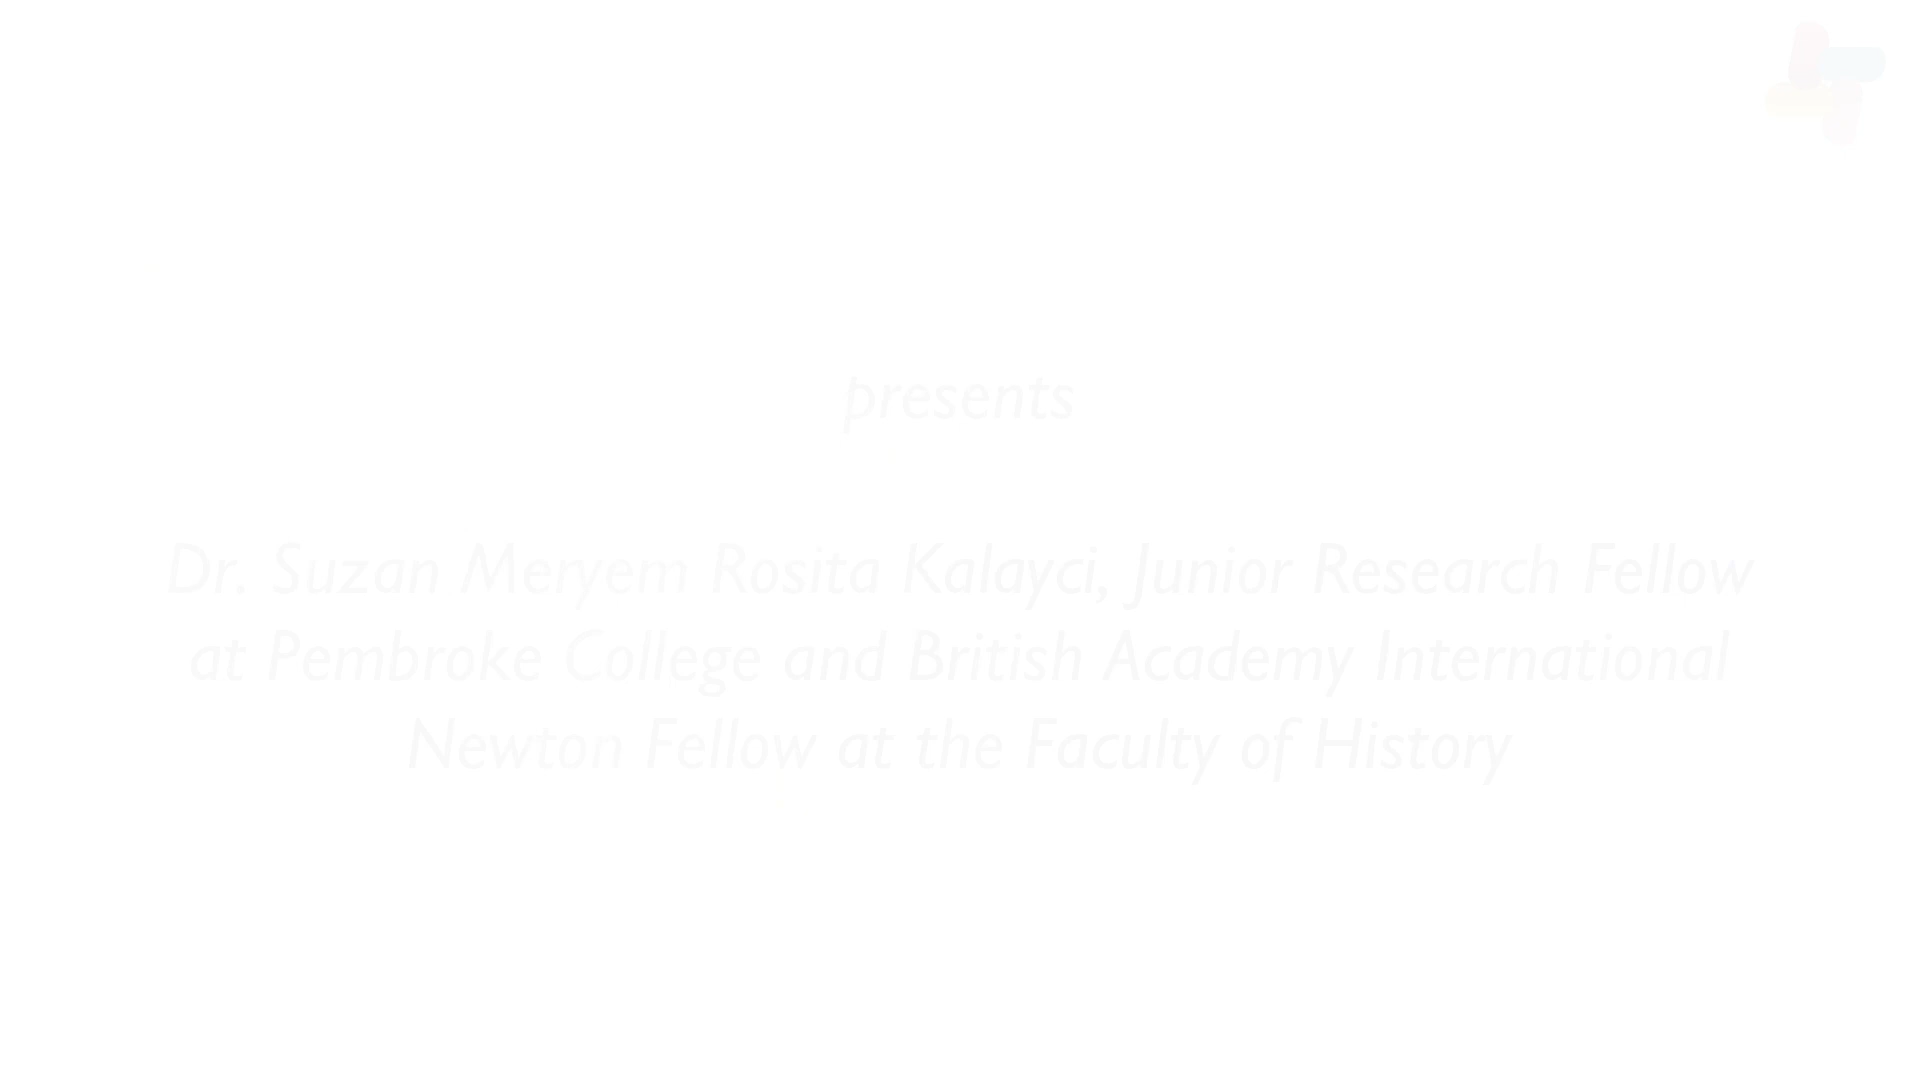 presents
Dr. Suzan Meryem Rosita Kalayci, Junior Research Fellow
at Pembroke College and British Academy International
Newton Fellow at the Faculty of History